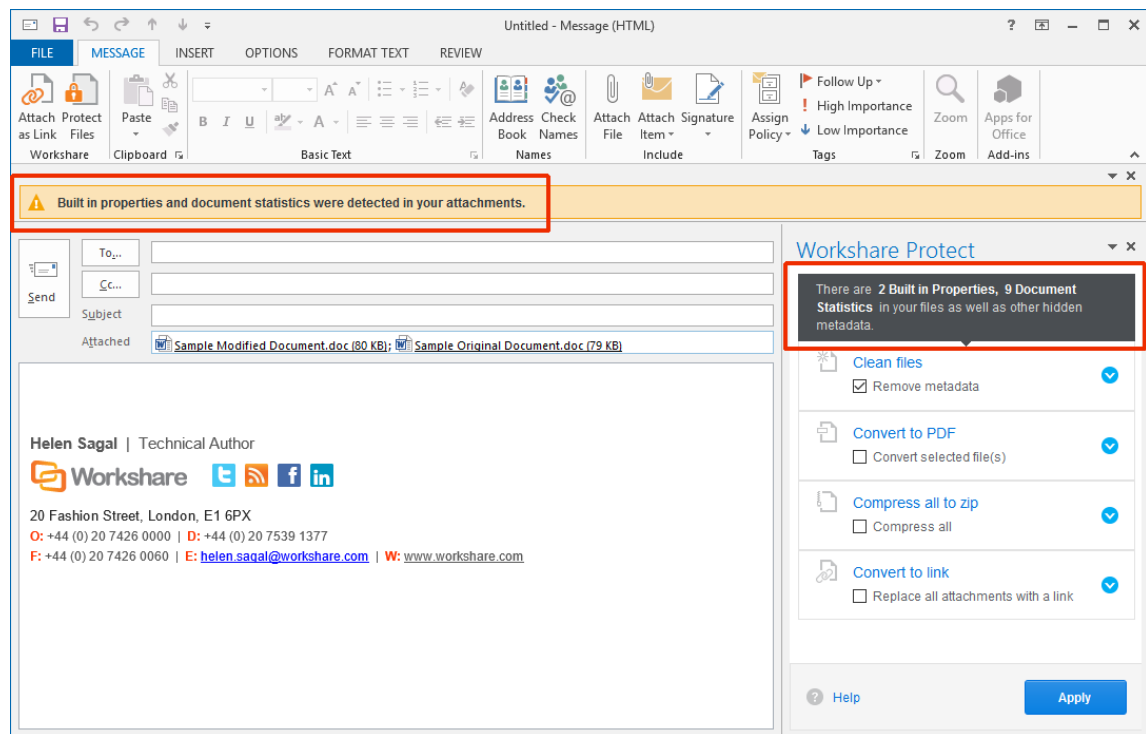 Untitled - Message (HTML)
?
FILE MESSAGE INSERT OPTIONS FORMAT TEXT REVIEW
Attach as Link
Protect Files
Workshare
Paste
Clipboard
B I U A A A
Basic Text
Address Book
Check Names
Names
Attach File
Attach Item
Signature
Include
Assign Policy
Follow Up
High Importance
Low Importance
Tags
Zoom
Zoom
Apps for Office
Add-ins
Built in properties and document statistics were detected in your attachments.
Send
To...
Cc...
Subject
Attached Sample Modified Document.doc (80 KB); Sample Original Document.doc (79 KB)
Helen Sagal | Technical Author
Workshare
20 Fashion Street, London, E1 6PX
O: +44 (0) 20 7426 0000 | D: +44 (0) 20 7539 1377
F: +44 (0) 20 7426 0060 | E: helen.sagal@workshare.com | W: www.workshare.com
Workshare Protect
There are 2 Built in Properties, 9 Document
Statistics in your files as well as other hidden
metadata.
Clean files
Remove metadata
Convert to PDF
Convert selected file(s)
Compress all to zip
Compress all
Convert to link
Replace all attachments with a link
? Help
Apply